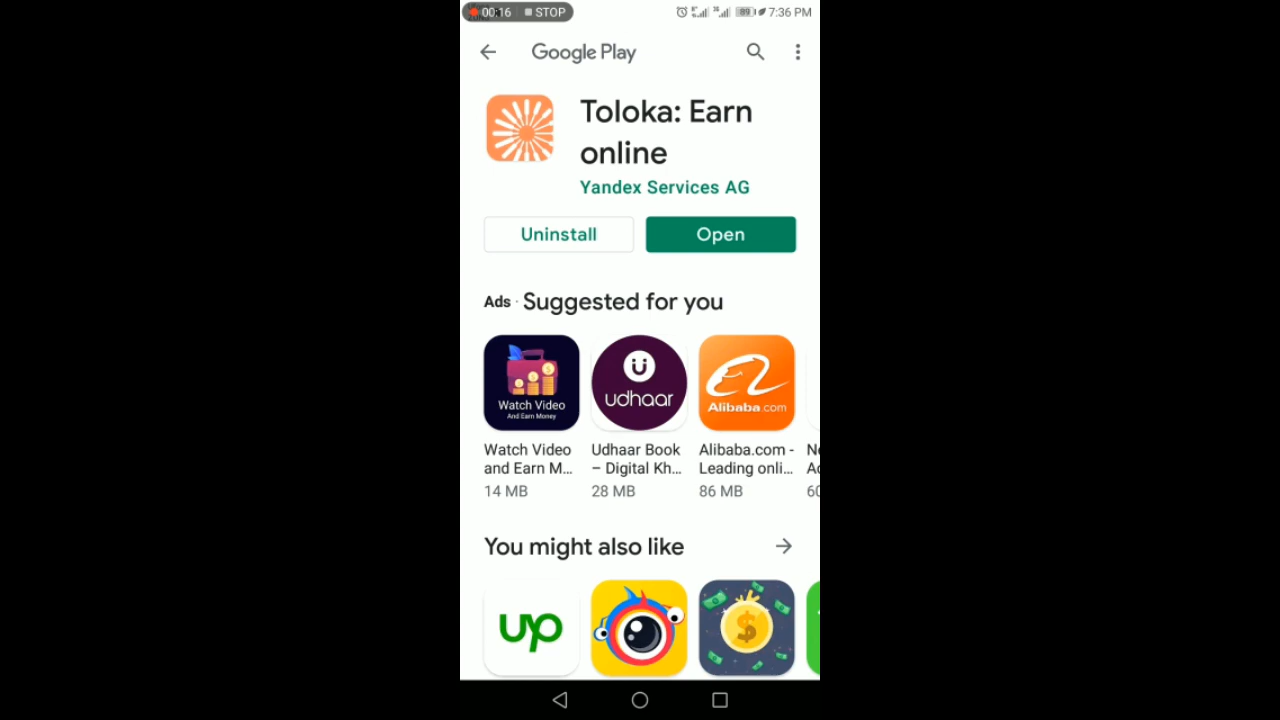 00:16 STOP 89 7:36 PM
Google Play
Toloka: Earn
online
Yandex Services AG
Uninstall Open
Ads · Suggested for you
Watch Video
And Earn Money
udhaar
Alibaba.com
Watch Video Udhaar Book Alibaba.com -
and Earn M... – Digital Kh... Leading onli...
14 MB 28 MB 86 MB
You might also like
up